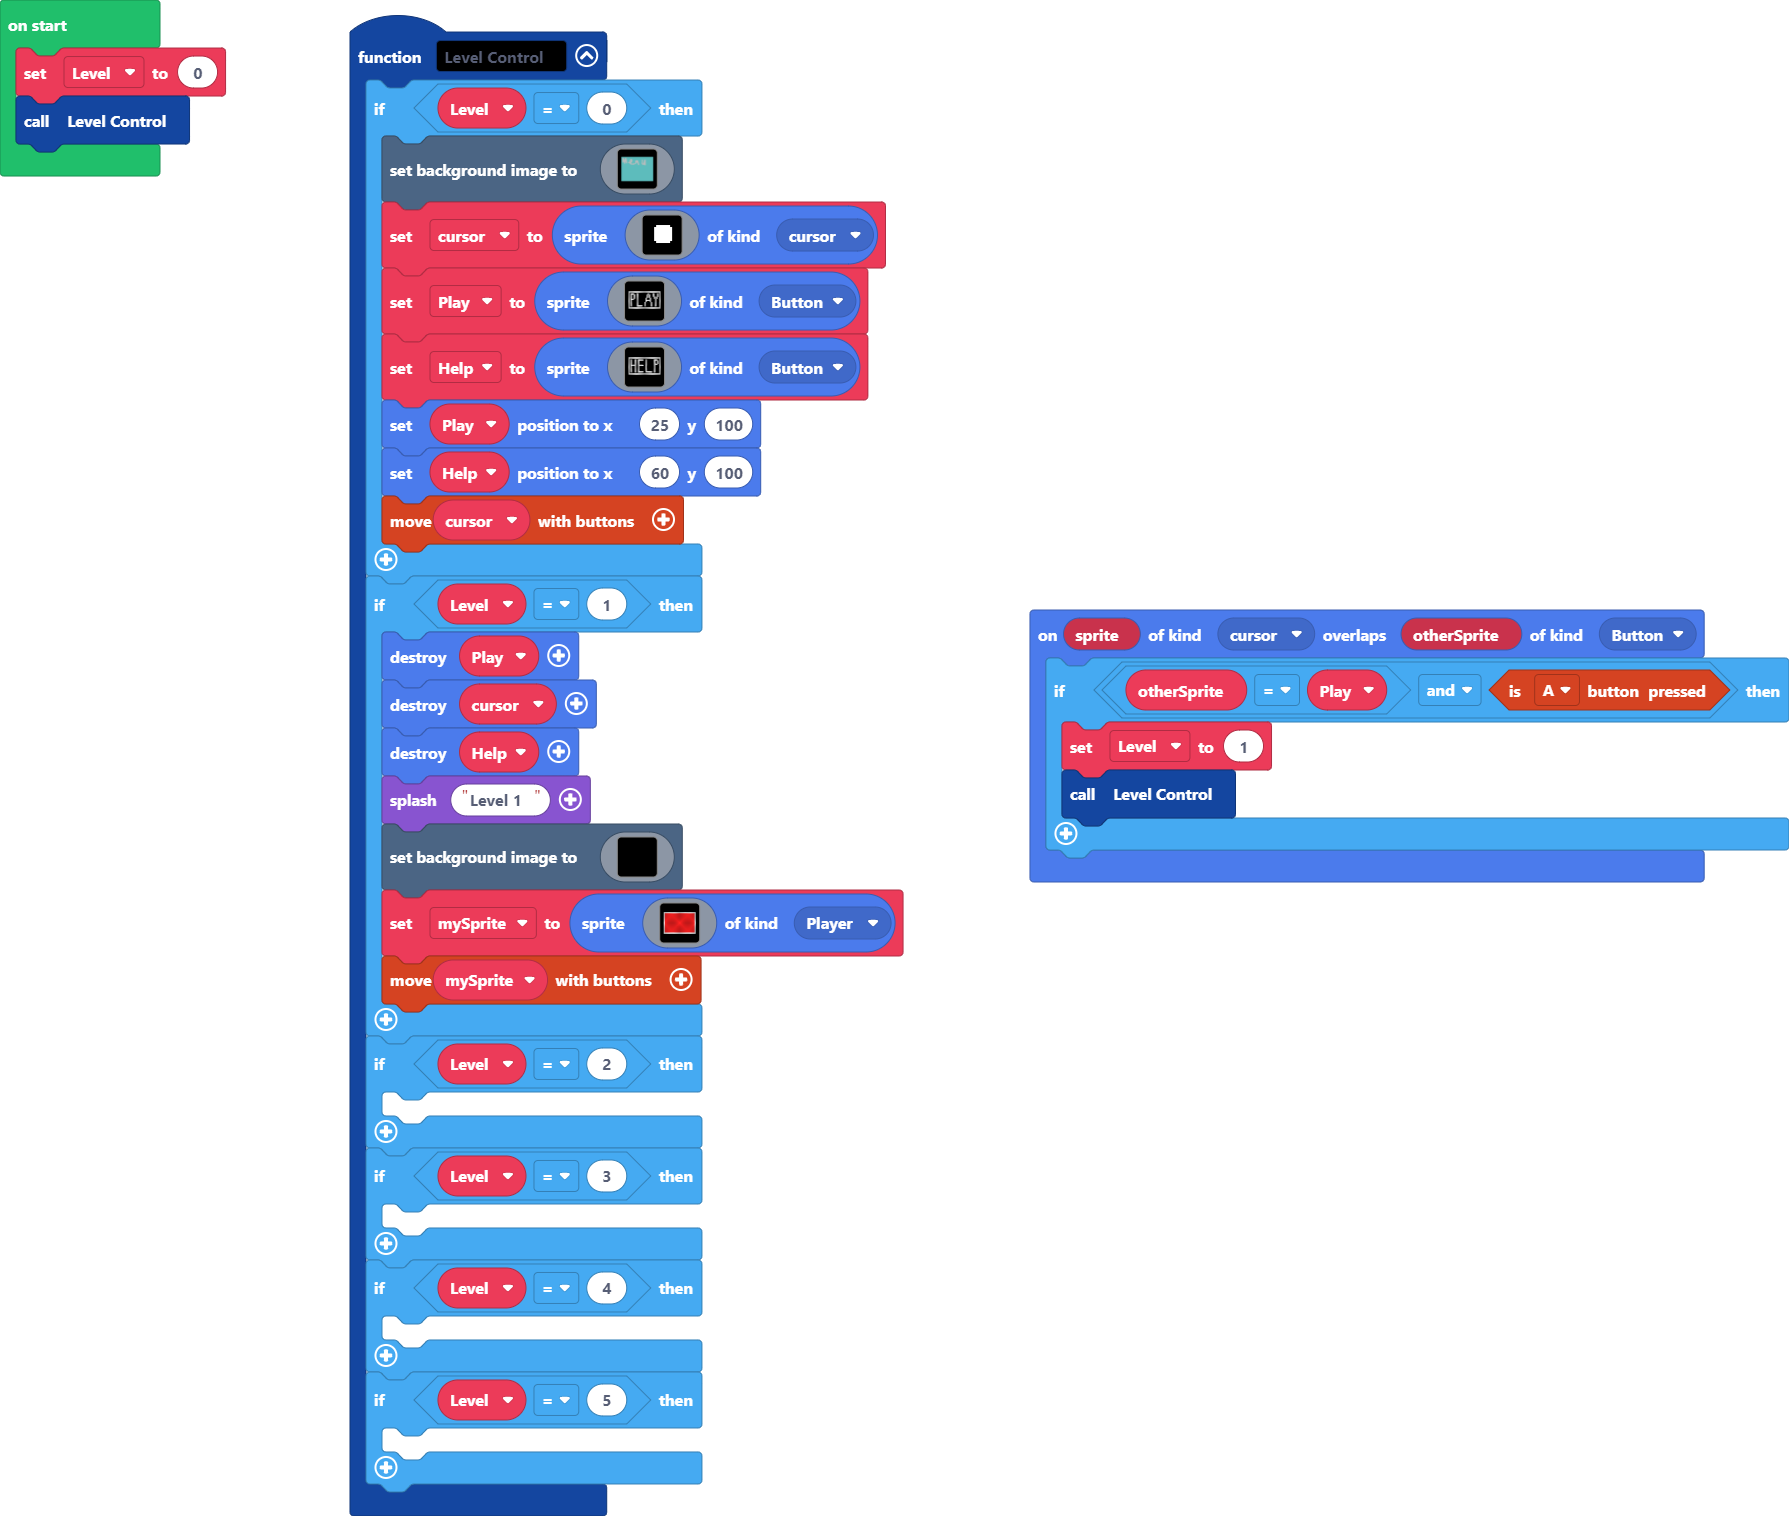 on start
set Level to 0
call Level Control
function Level Control
if Level = 0 then
set background image to
set cursor to sprite of kind cursor
set Play to sprite PLAY of kind Button
set Help to sprite HELP of kind Button
set Play position to x 25 y 100
set Help position to x 60 y 100
move cursor with buttons
if Level = 1 then
destroy Play
destroy cursor
destroy Help
splash "Level 1"
set background image to
set mySprite to sprite of kind Player
move mySprite with buttons
if Level = 2 then
if Level = 3 then
if Level = 4 then
if Level = 5 then
on sprite of kind cursor overlaps otherSprite of kind Button
if otherSprite = Play and is A button pressed then
set Level to 1
call Level Control